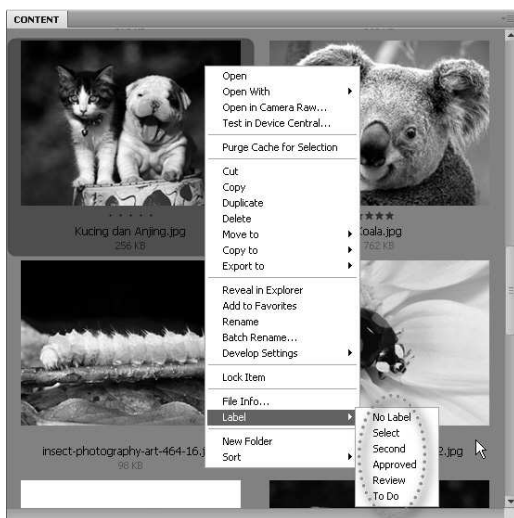 CONTENT
Open
Open With
Open in Camera Raw...
Test in Device Central...
Purge Cache for Selection
Cut
Copy
Duplicate
Delete
Move to
Copy to
Export to
Reveal in Explorer
Add to Favorites
Rename
Batch Rename...
Develop Settings
Lock Item
File Info...
Label
New Folder
Sort
No Label
Select
Second
Approved
Review
To Do
Kucing dan Anjing.jpg
256 KB
oala.jpg
762 KB
insect-photography-art-464-16.j
98 KB
2.jpg